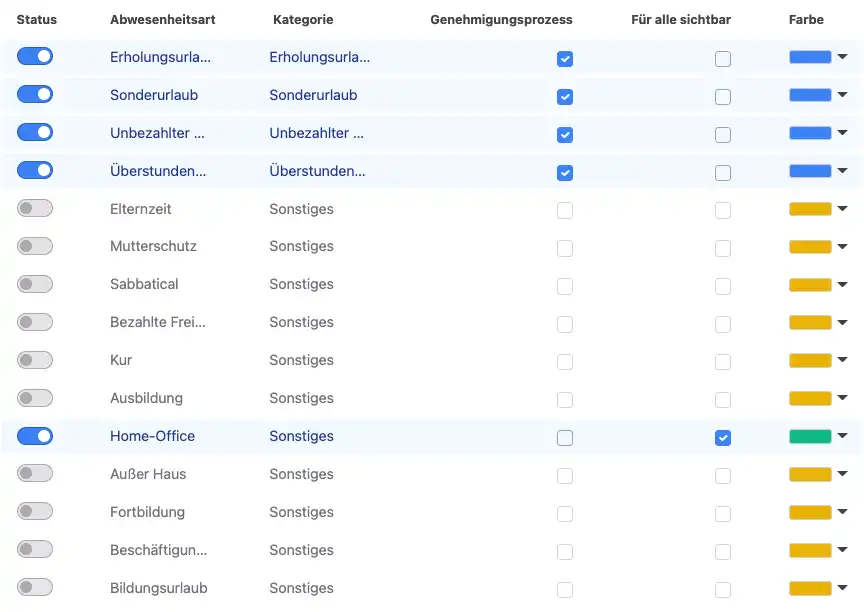 Status Abwesenheitsart Kategorie Genehmigungsprozess Für alle sichtbar Farbe
Erholungsurla... Erholungsurla...
Sonderurlaub Sonderurlaub
Unbezahlter ... Unbezahlter ...
Überstunden... Überstunden...
Elternzeit Sonstiges
Mutterschutz Sonstiges
Sabbatical Sonstiges
Bezahlte Frei... Sonstiges
Kur Sonstiges
Ausbildung Sonstiges
Home-Office Sonstiges
Außer Haus Sonstiges
Fortbildung Sonstiges
Beschäftigun... Sonstiges
Bildungsurlaub Sonstiges